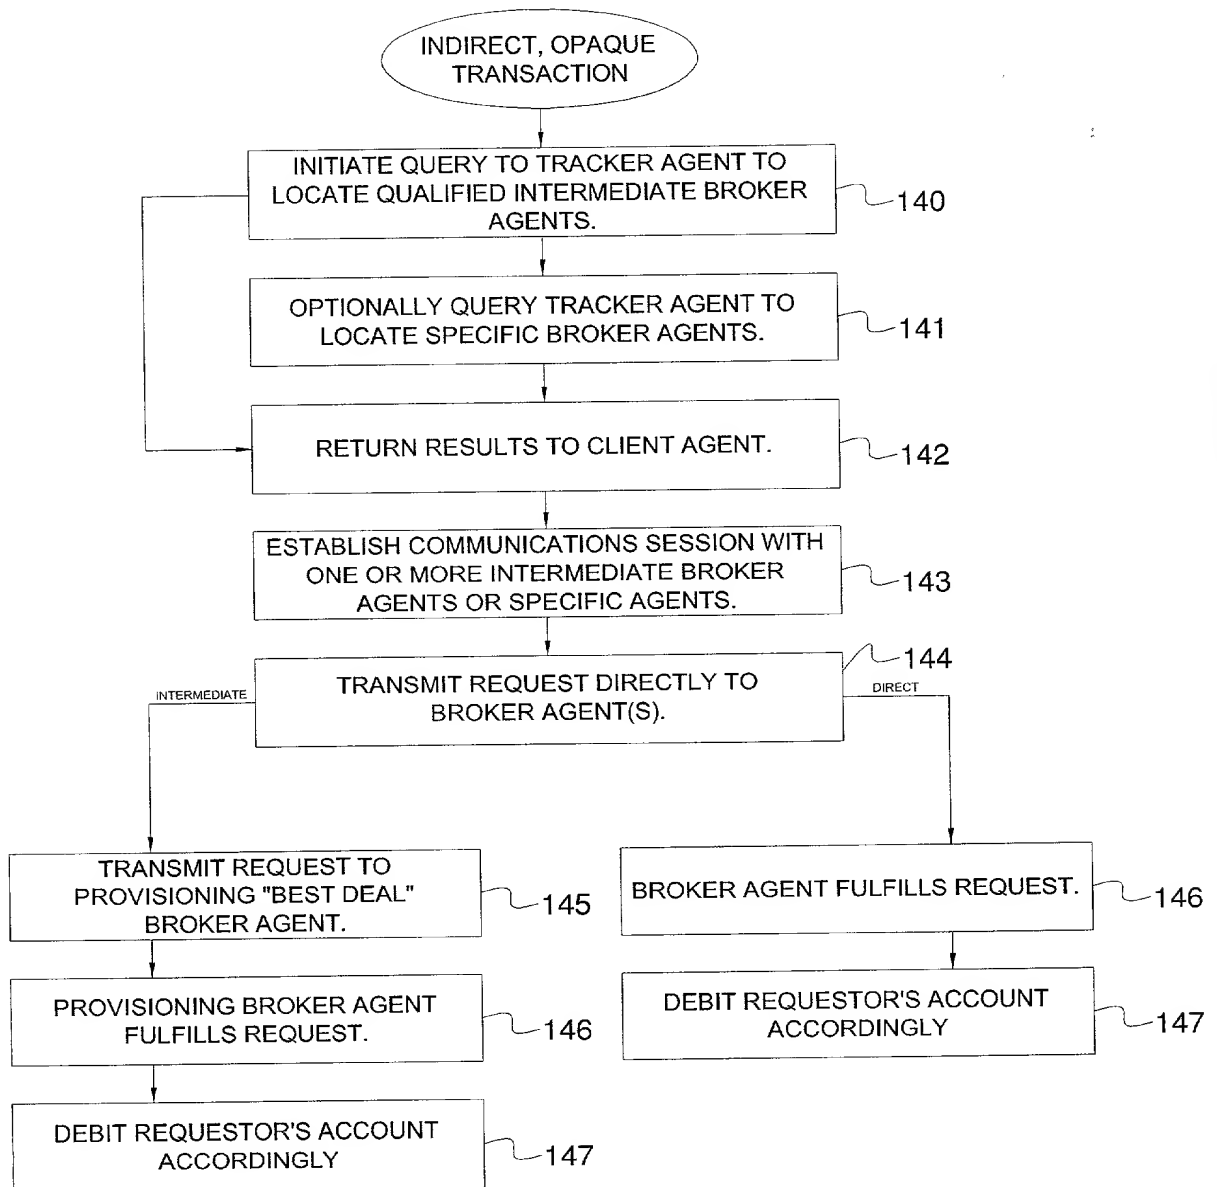 INDIRECT, OPAQUE
TRANSACTION
INITIATE QUERY TO TRACKER AGENT TO
LOCATE QUALIFIED INTERMEDIATE BROKER
AGENTS.
140
OPTIONALLY QUERY TRACKER AGENT TO
LOCATE SPECIFIC BROKER AGENTS.
141
RETURN RESULTS TO CLIENT AGENT.
142
ESTABLISH COMMUNICATIONS SESSION WITH
ONE OR MORE INTERMEDIATE BROKER
AGENTS OR SPECIFIC AGENTS.
143
TRANSMIT REQUEST DIRECTLY TO
BROKER AGENT(S).
144
INTERMEDIATE
DIRECT
TRANSMIT REQUEST TO
PROVISIONING "BEST DEAL"
BROKER AGENT.
145
PROVISIONING BROKER AGENT
FULFILLS REQUEST.
146
DEBIT REQUESTOR'S ACCOUNT
ACCORDINGLY
147
BROKER AGENT FULFILLS REQUEST.
146
DEBIT REQUESTOR'S ACCOUNT
ACCORDINGLY
147